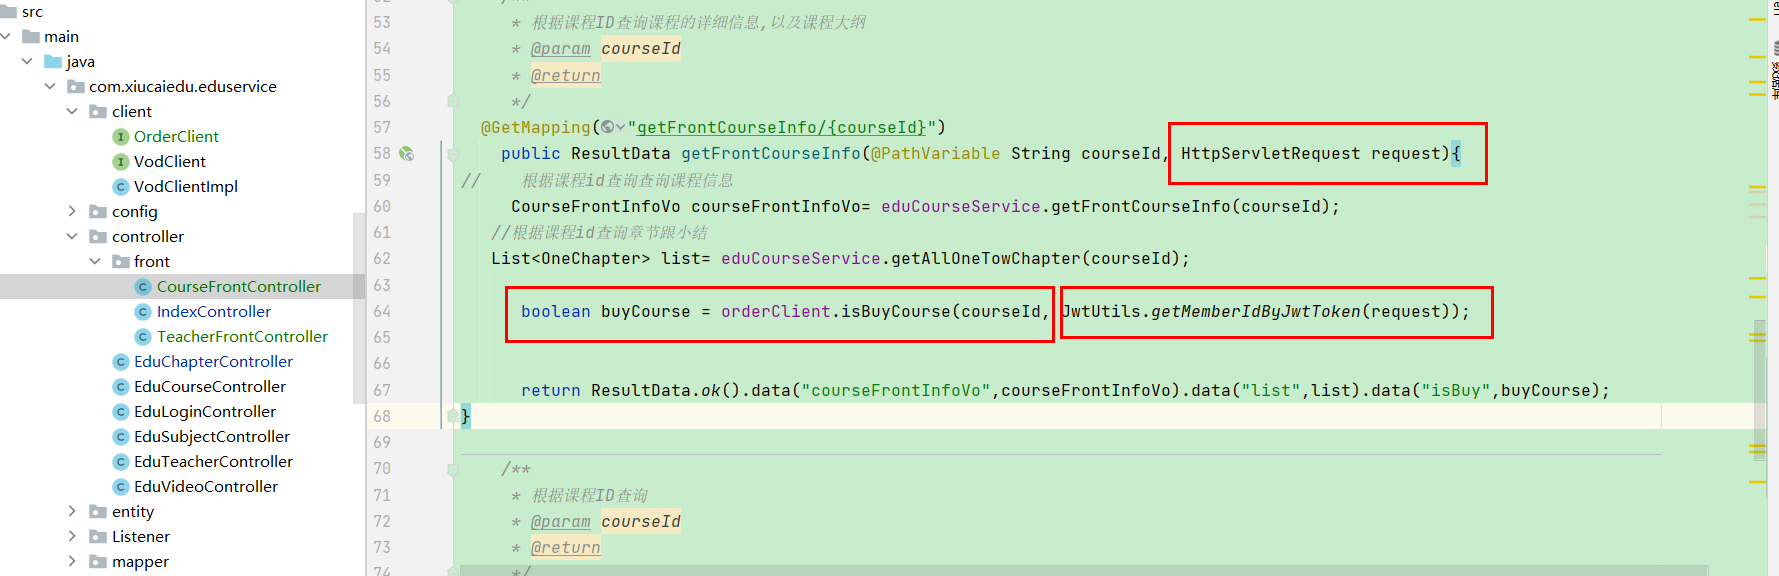 src
main
java
com.xiucaiedu.eduservice
client
OrderClient
VodClient
VodClientImpl
config
controller
front
CourseFrontController
IndexController
TeacherFrontController
EduChapterController
EduCourseController
EduLoginController
EduSubjectController
EduTeacherController
EduVideoController
entity
Listener
mapper
53 * 根据课程ID查询课程的详细信息,以及课程大纲
54 * @param courseId
55 * @return
56 */
57 @GetMapping("getFrontCourseInfo/{courseId}")
58 public ResultData getFrontCourseInfo(@PathVariable String courseId, HttpServletRequest request){
59 // 根据课程id查询查询课程信息
60 CourseFrontInfoVo courseFrontInfoVo= eduCourseService.getFrontCourseInfo(courseId);
61 //根据课程id查询章节跟小结
62 List<OneChapter> list= eduCourseService.getAllOneTowChapter(courseId);
63
64 boolean buyCourse = orderClient.isBuyCourse(courseId, JwtUtils.getMemberIdByJwtToken(request));
65
66
67 return ResultData.ok().data("courseFrontInfoVo",courseFrontInfoVo).data("list",list).data("isBuy",buyCourse);
68 }
69
70 /**
71 * 根据课程ID查询
72 * @param courseId
73 * @return
74 */